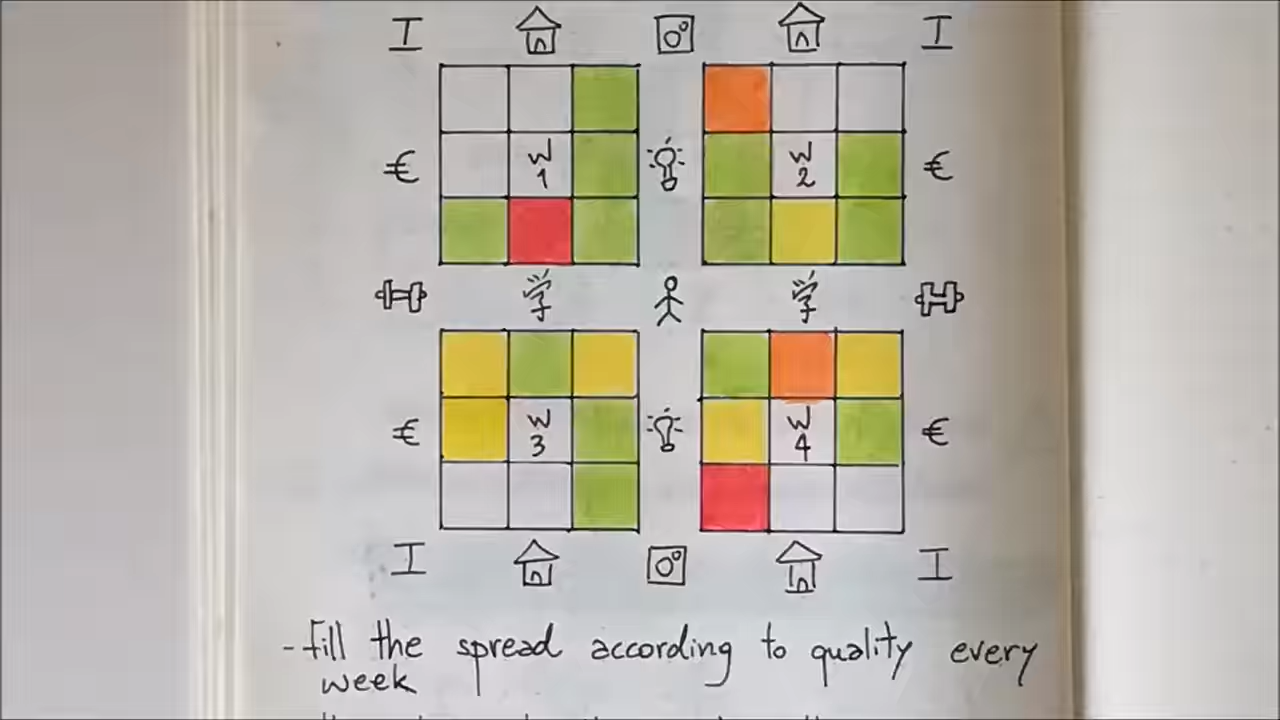 I I
W W
€ 1 2 €
学 学
W W
€ 3 4 €
I I
- fill the spread according to quality every
week